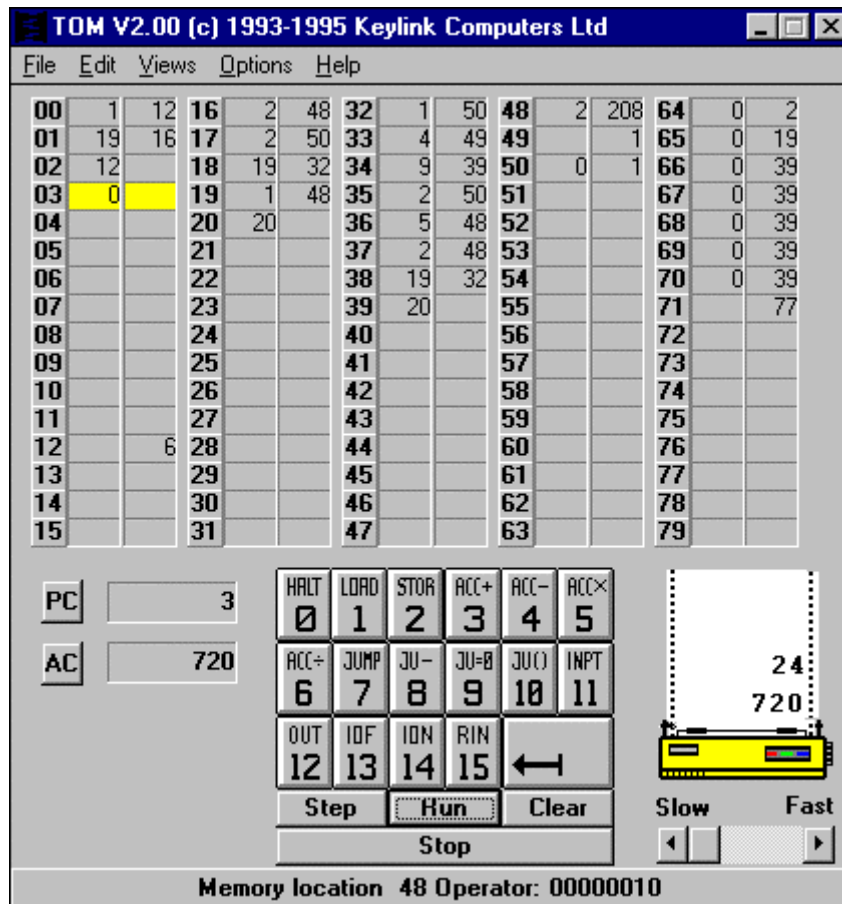 TOM V2.00 (c) 1993-1995 Keylink Computers Ltd
File Edit Views Options Help
00 1 12 16 2 48 32 1 50 48 2 208 64 0 2
01 19 16 17 2 50 33 4 49 49 1 65 0 19
02 12 18 19 32 34 9 39 50 0 1 66 0 39
03 0 19 1 48 35 2 50 51 67 0 39
04 20 20 36 5 48 52 68 0 39
05 21 37 2 48 53 69 0 39
06 22 38 19 32 54 70 0 39
07 23 39 20 55 71 77
08 24 40 56 72
09 25 41 57 73
10 26 42 58 74
11 27 43 59 75
12 6 28 44 60 76
13 29 45 61 77
14 30 46 62 78
15 31 47 63 79
PC 3
AC 720
HALT LOAD STOR ACC+ ACC- ACC×
0 1 2 3 4 5
ACC÷ JUMP JU- JU=0 JU() INPT
6 7 8 9 10 11
OUT IOF ION RIN
12 13 14 15
Step Run Clear
Stop
24
720
Slow Fast
Memory location 48 Operator: 00000010